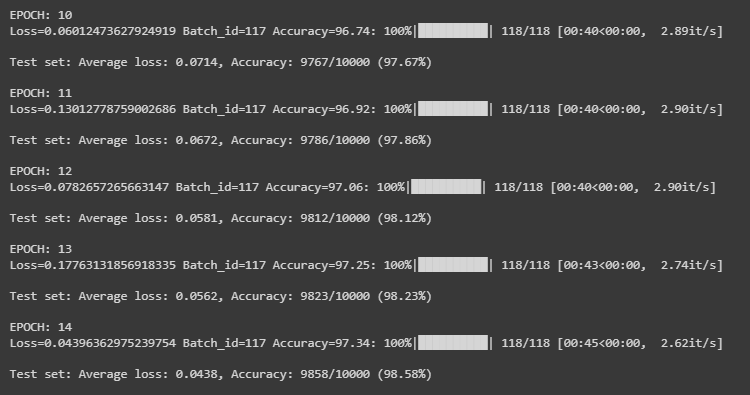 EPOCH: 10
Loss=0.06012473627924919 Batch_id=117 Accuracy=96.74: 100%|██████████| 118/118 [00:40<00:00,  2.89it/s]
Test set: Average loss: 0.0714, Accuracy: 9767/10000 (97.67%)
EPOCH: 11
Loss=0.13012778759002686 Batch_id=117 Accuracy=96.92: 100%|██████████| 118/118 [00:40<00:00,  2.90it/s]
Test set: Average loss: 0.0672, Accuracy: 9786/10000 (97.86%)
EPOCH: 12
Loss=0.0782657265663147 Batch_id=117 Accuracy=97.06: 100%|██████████| 118/118 [00:40<00:00,  2.90it/s]
Test set: Average loss: 0.0581, Accuracy: 9812/10000 (98.12%)
EPOCH: 13
Loss=0.17763131856918335 Batch_id=117 Accuracy=97.25: 100%|██████████| 118/118 [00:43<00:00,  2.74it/s]
Test set: Average loss: 0.0562, Accuracy: 9823/10000 (98.23%)
EPOCH: 14
Loss=0.04396362975239754 Batch_id=117 Accuracy=97.34: 100%|██████████| 118/118 [00:45<00:00,  2.62it/s]
Test set: Average loss: 0.0438, Accuracy: 9858/10000 (98.58%)